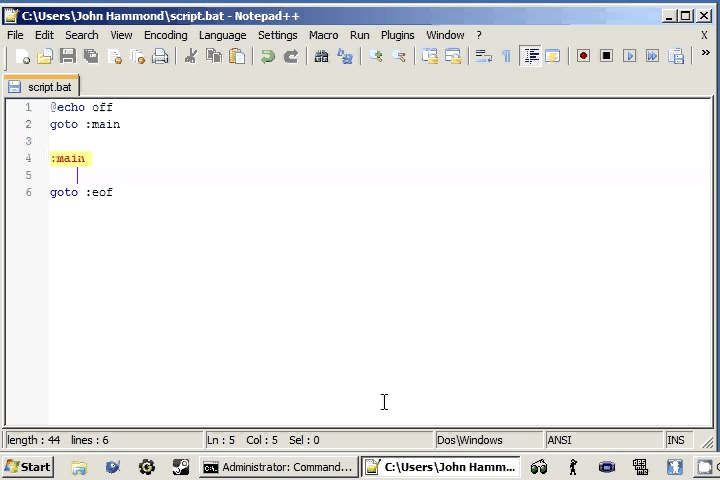 C:\Users\John Hammond\script.bat - Notepad++
File Edit Search View Encoding Language Settings Macro Run Plugins Window ? X
script.bat
1 @echo off
2 goto :main
3
4 :main
5
6 goto :eof
length : 44 lines : 6 Ln : 5 Col : 5 Sel : 0 Dos\Windows ANSI INS
Start Administrator: Command... C:\Users\John Hamm...